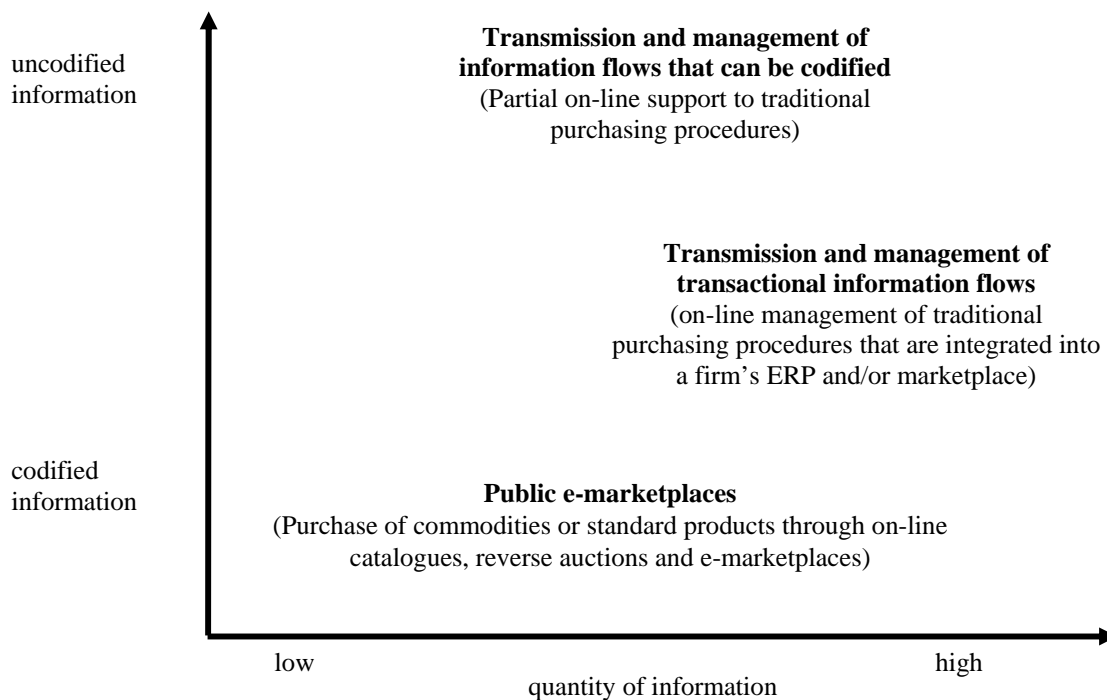 uncodified
information
Transmission and management of
information flows that can be codified
(Partial on-line support to traditional
purchasing procedures)
Transmission and management of
transactional information flows
(on-line management of traditional
purchasing procedures that are integrated into
a firm’s ERP and/or marketplace)
codified
information
Public e-marketplaces
(Purchase of commodities or standard products through on-line
catalogues, reverse auctions and e-marketplaces)
low
high
quantity of information